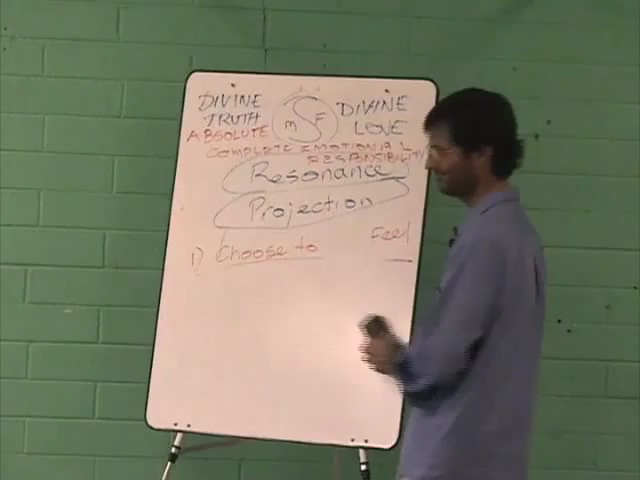 DIVINE TRUTH
ABSOLUTE
m S F
DIVINE LOVE
COMPLETE EMOTIONAL
RESPONSIBILITY
Resonance
Projection
1) Choose to Feel